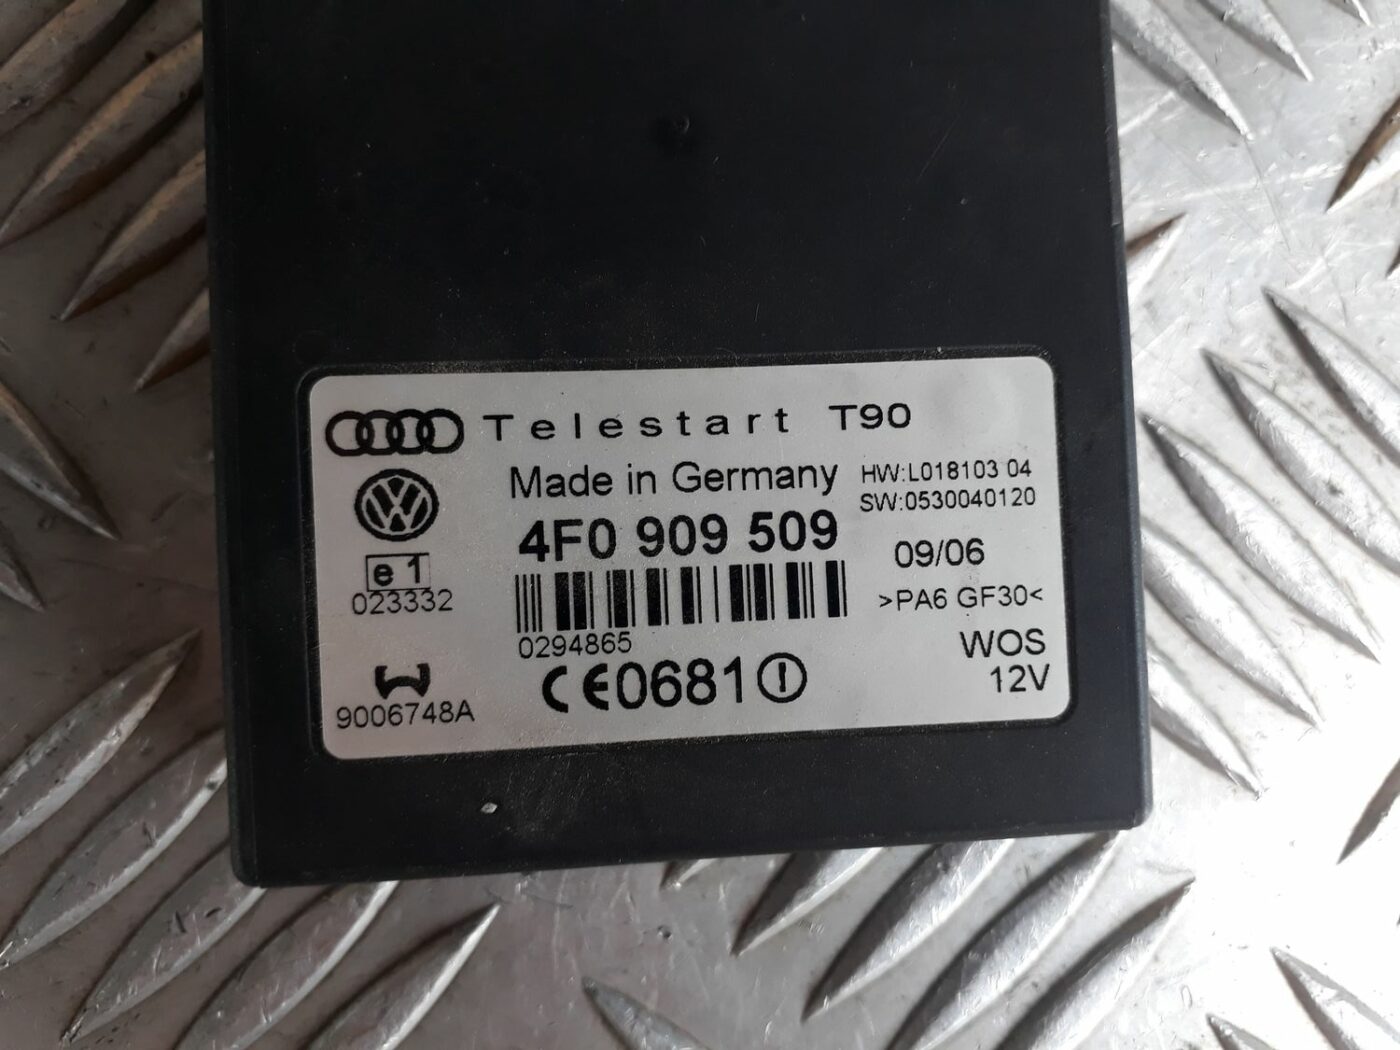 Telestart T90
Made in Germany
HW:L018103 04
SW:0530040120
4F0 909 509
e1
023332
09/06
>PA6 GF30<
0294865
WOS
12V
CE0681
9006748A